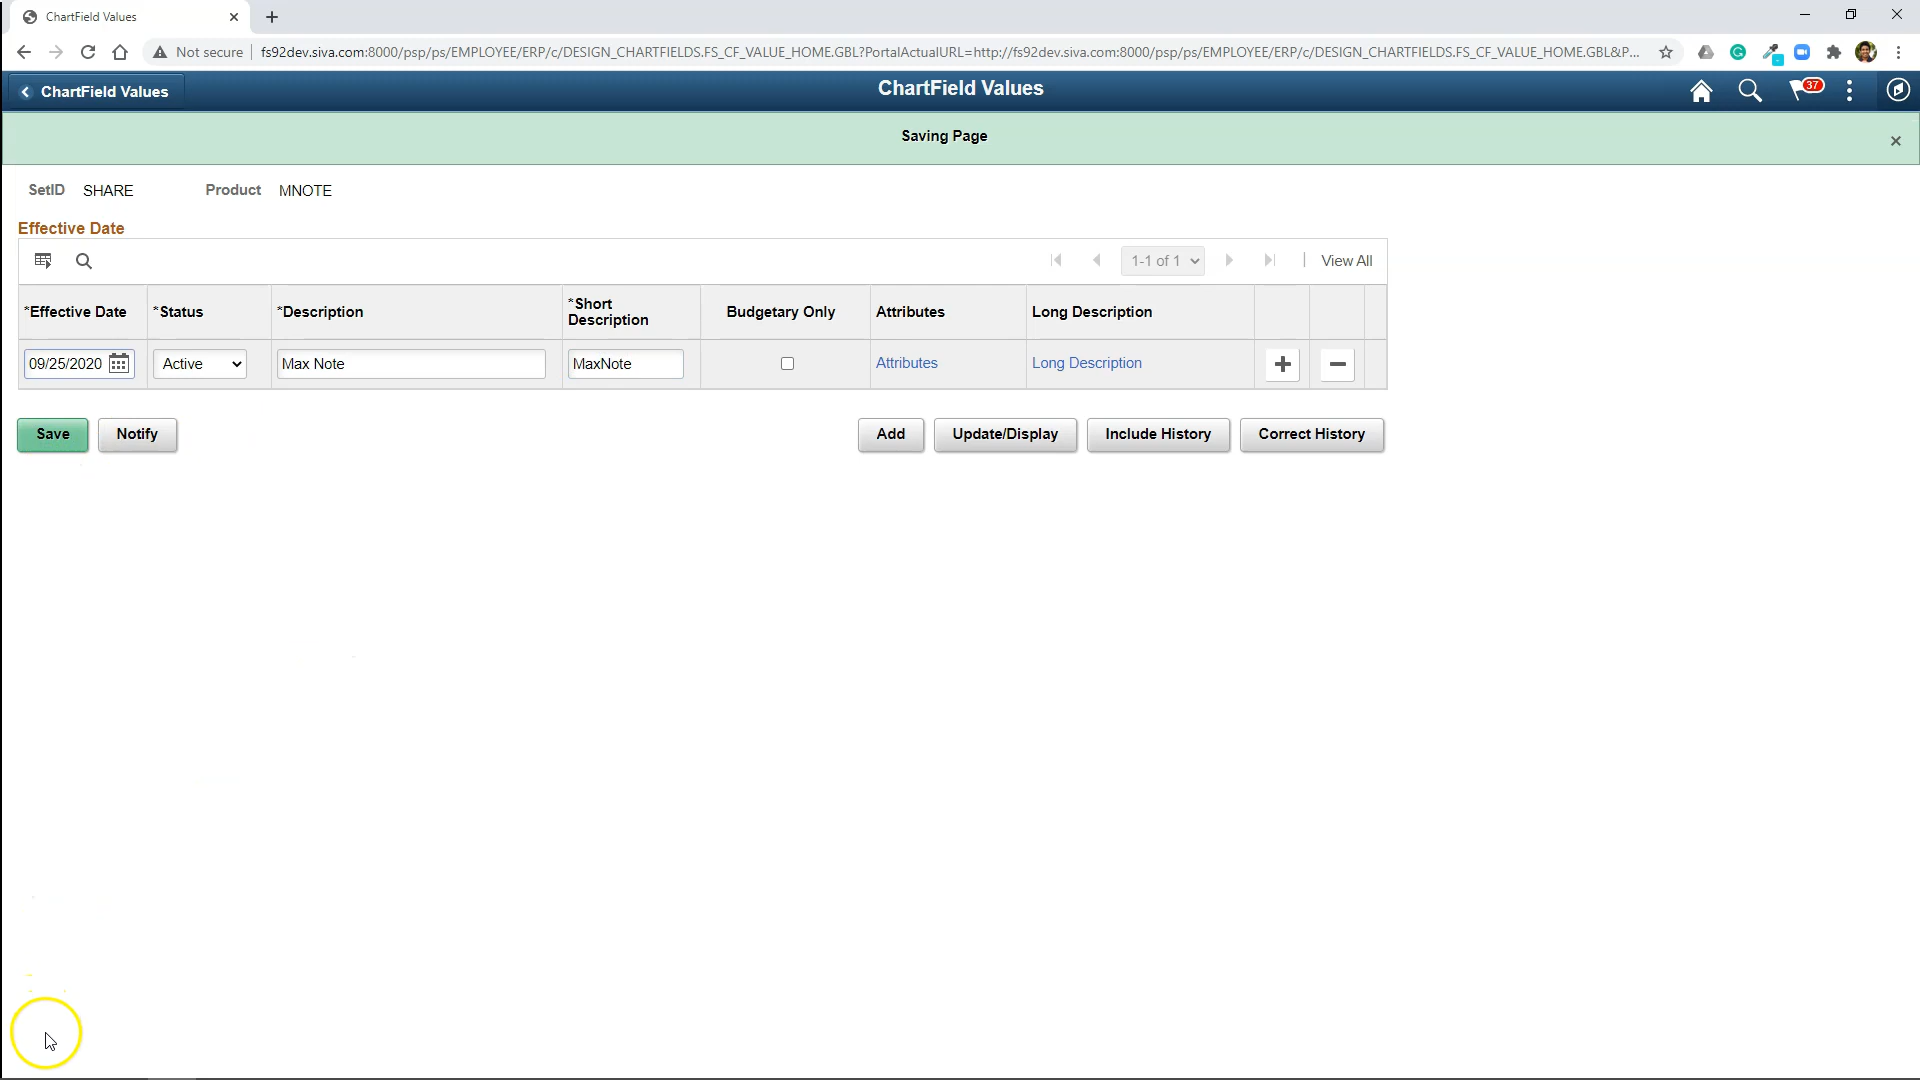 ChartField Values
Not secure
fs92dev.siva.com:8000/psp/ps/EMPLOYEE/ERP/c/DESIGN_CHARTFIELDS.FS_CF_VALUE_HOME.GBL?PortalActualURL=http://fs92dev.siva.com:8000/psp/ps/EMPLOYEE/ERP/c/DESIGN_CHARTFIELDS.FS_CF_VALUE_HOME.GBL&P...
ChartField Values
ChartField Values
37
Saving Page
SetID SHARE Product MNOTE
Effective Date
1-1 of 1 | View All
*Effective Date *Status *Description *Short Description Budgetary Only Attributes Long Description
09/25/2020 Active Max Note MaxNote Attributes Long Description
Save Notify Add Update/Display Include History Correct History